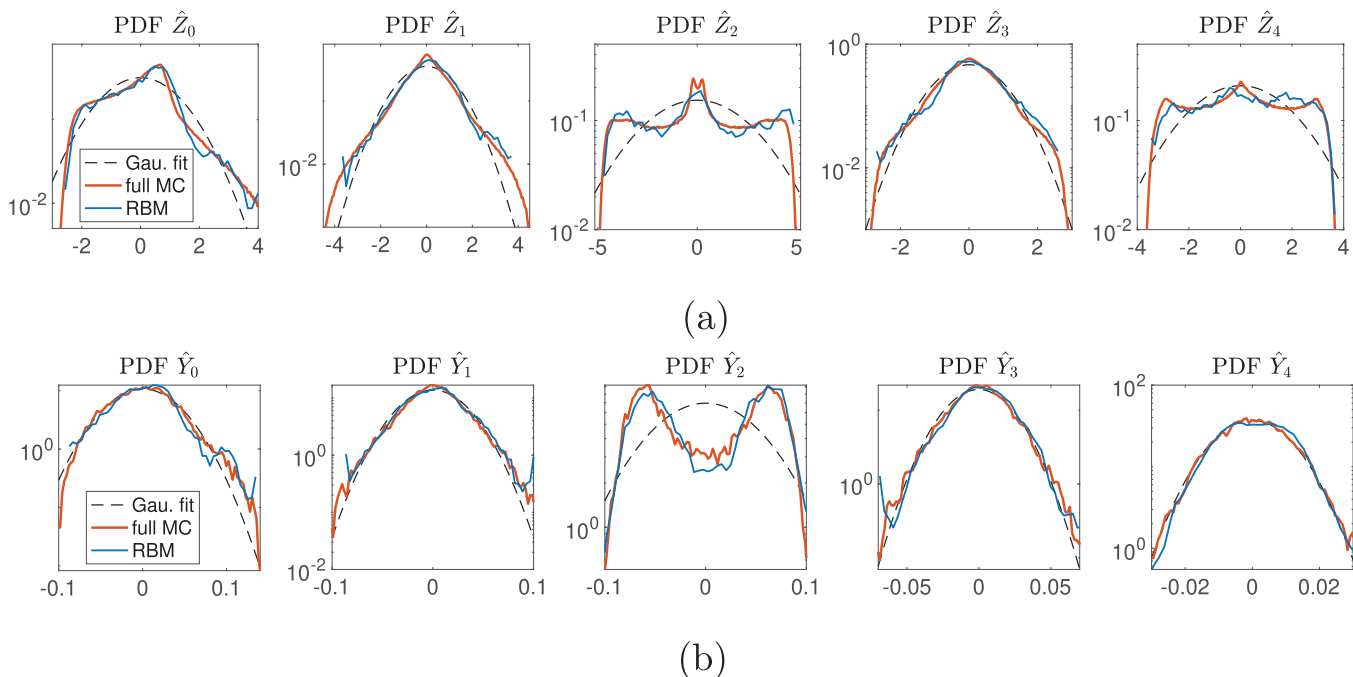 PDF Ẑ₀ PDF Ẑ₁ PDF Ẑ₂ PDF Ẑ₃ PDF Ẑ₄
10⁻²
Gau. fit
full MC
RBM
-2 0 2 4
10⁻²
-4 -2 0 2 4
10⁻¹
10⁻²
-5 0 5
10⁰
10⁻²
-2 0 2
10⁻¹
10⁻²
-4 -2 0 2 4
(a)
PDF Ŷ₀ PDF Ŷ₁ PDF Ŷ₂ PDF Ŷ₃ PDF Ŷ₄
10⁰
Gau. fit
full MC
RBM
-0.1 0 0.1
10⁰
10⁻²
-0.1 0 0.1
10⁰
-0.1 0 0.1
10⁰
-0.05 0 0.05
10²
10⁰
-0.02 0 0.02
(b)